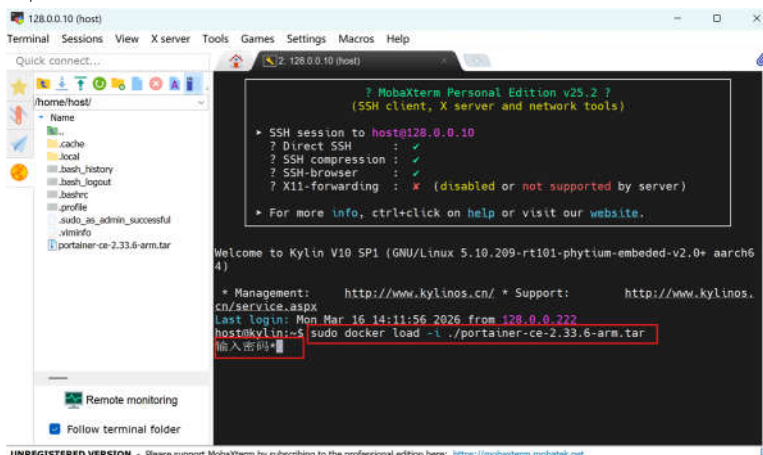 128.0.0.10 (host)
Terminal Sessions View X server Tools Games Settings Macros Help
Quick connect...
2. 128.0.0.10 (host)
/home/host/
Name
..
.cache
.local
.bash_history
.bash_logout
.bashrc
.profile
.sudo_as_admin_successful
.viminfo
portainer-ce-2.33.6-arm.tar
Remote monitoring
Follow terminal folder
? MobaXterm Personal Edition v25.2 ?
(SSH client, X server and network tools)
► SSH session to host@128.0.0.10
? Direct SSH : ✔
? SSH compression : ✔
? SSH-browser : ✔
? X11-forwarding : ✘ (disabled or not supported by server)
► For more info, ctrl+click on help or visit our website.
Welcome to Kylin V10 SP1 (GNU/Linux 5.10.209-rt101-phytium-embeded-v2.0+ aarch6
4)
* Management: http://www.kylinos.cn/ * Support: http://www.kylinos.
cn/service.aspx
Last login: Mon Mar 16 14:11:56 2026 from 128.0.0.222
host@kylin:~$ sudo docker load -i ./portainer-ce-2.33.6-arm.tar
输入密码*
UNREGISTERED VERSION - Please support MobaXterm by subscribing to the professional edition here: https://mobaxterm.mobatek.net